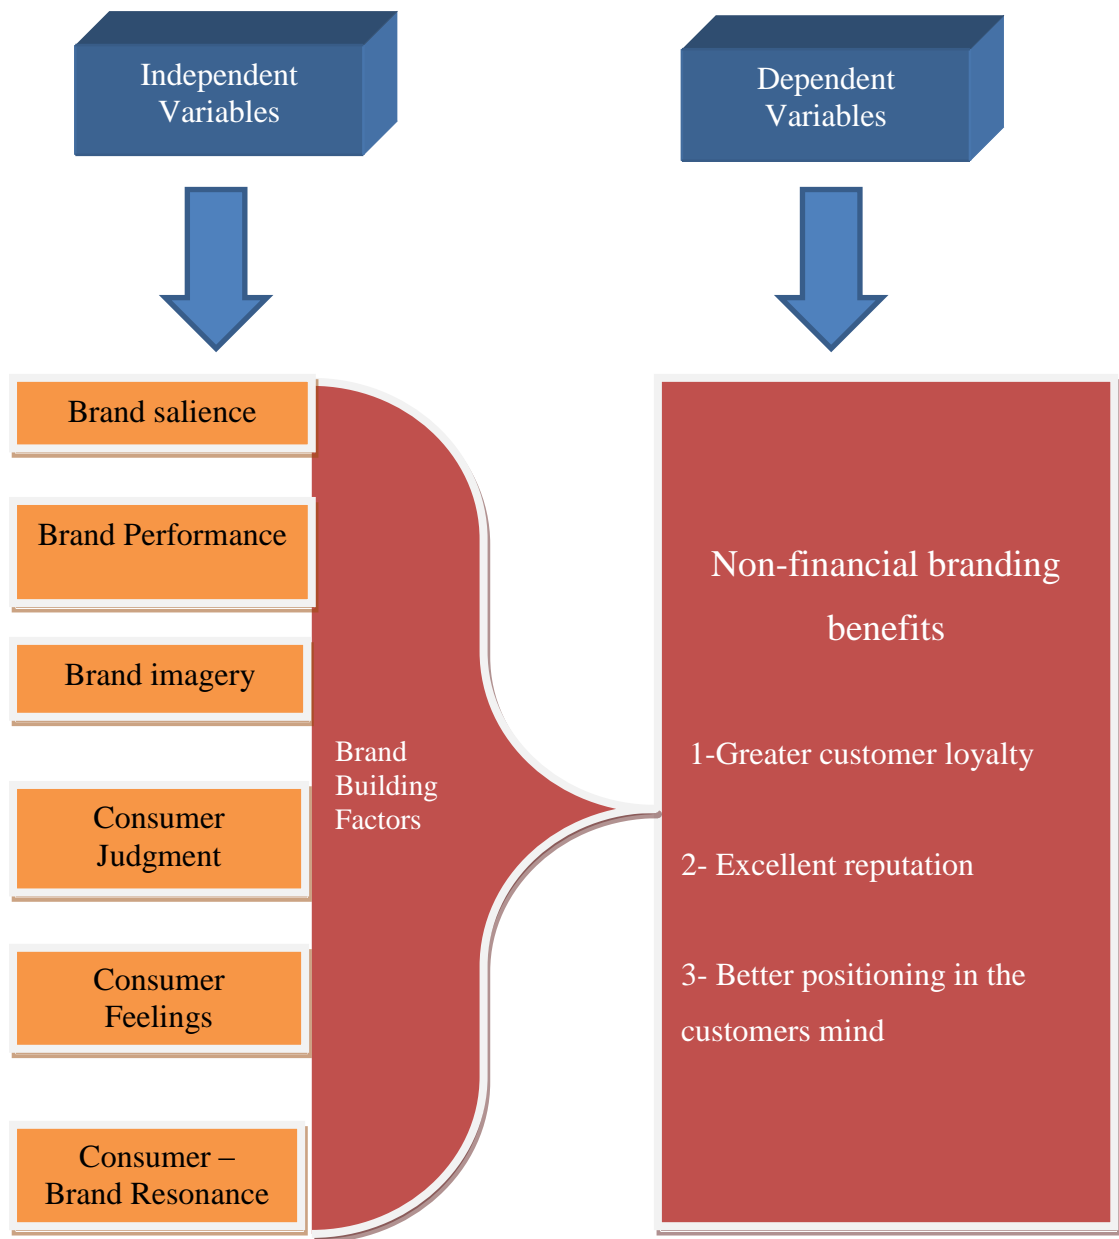 Independent
Variables
Dependent
Variables
Brand salience
Brand Performance
Brand imagery
Consumer
Judgment
Consumer
Feelings
Consumer –
Brand Resonance
Brand
Building
Factors
Non-financial branding
benefits
1-Greater customer loyalty
2- Excellent reputation
3- Better positioning in the
customers mind